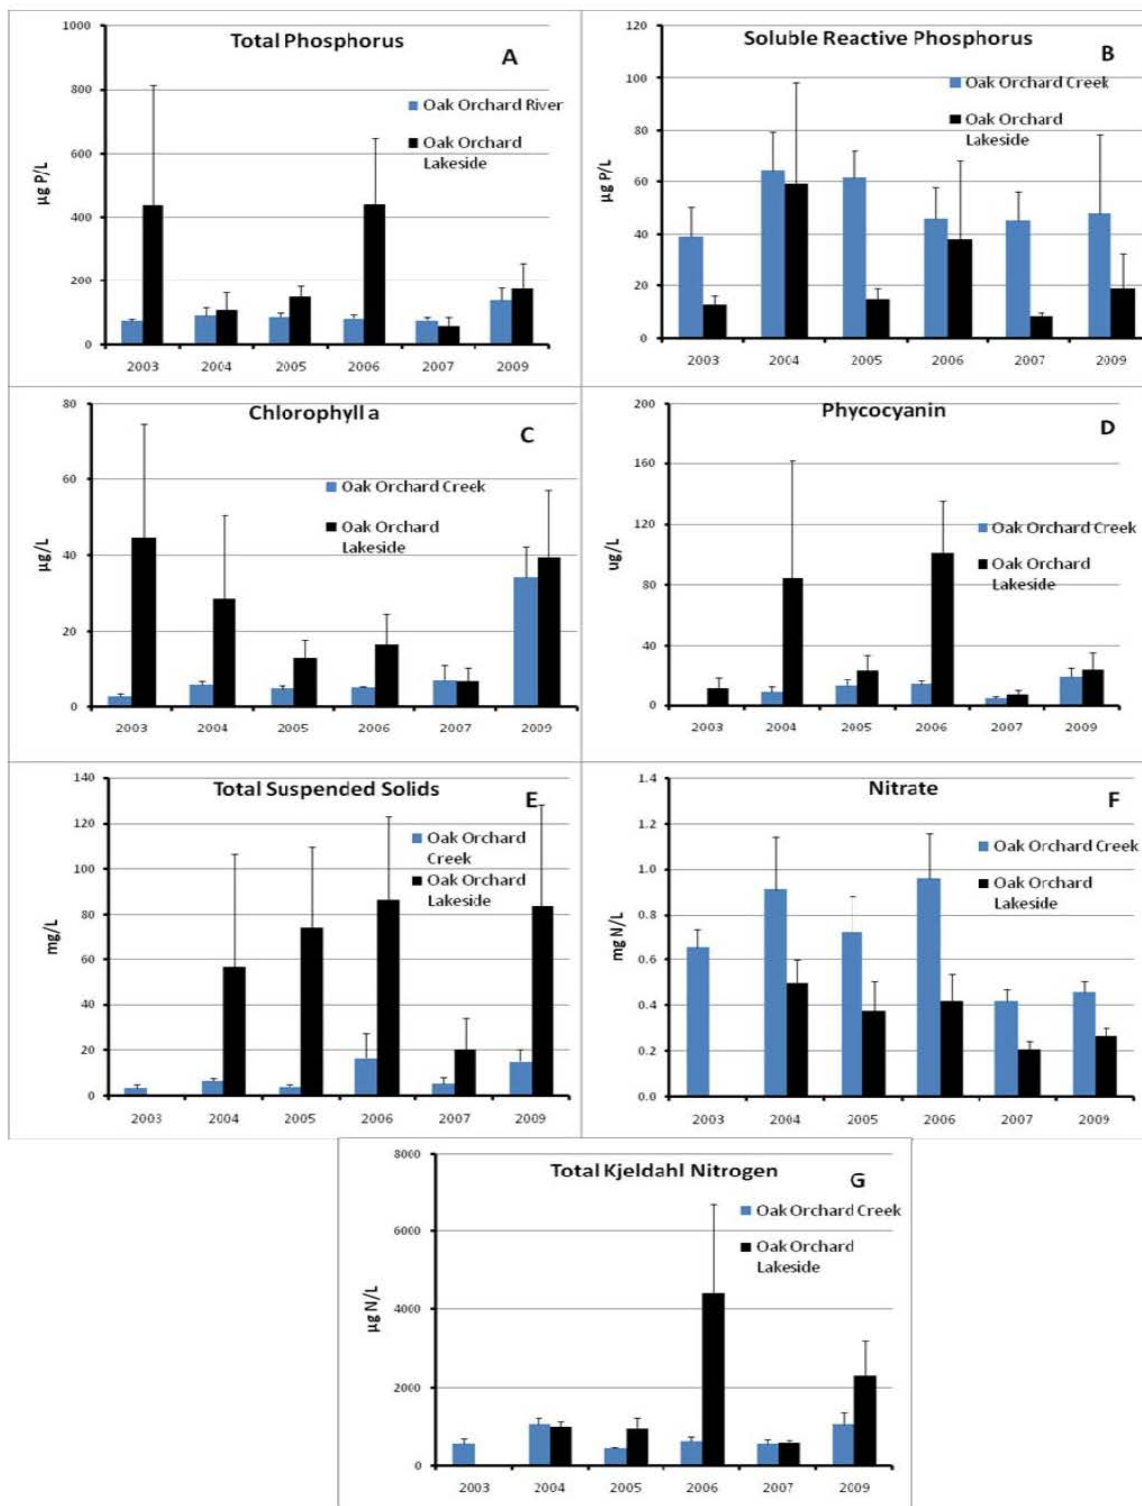 Total Phosphorus
A
1000
800
600
400
200
0
µg P/L
Oak Orchard River
Oak Orchard
Lakeside
2003 2004 2005 2006 2007 2009
Soluble Reactive Phosphorus
B
120
100
80
60
40
20
0
µg P/L
Oak Orchard Creek
Oak Orchard
Lakeside
2003 2004 2005 2006 2007 2009
Chlorophyll a
C
80
60
40
20
0
µg/L
Oak Orchard Creek
Oak Orchard
Lakeside
2003 2004 2005 2006 2007 2009
Phycocyanin
D
200
160
120
80
40
0
ug/L
Oak Orchard Creek
Oak Orchard
Lakeside
2003 2004 2005 2006 2007 2009
Total Suspended Solids
E
140
120
100
80
60
40
20
0
mg/L
Oak Orchard
Creek
Oak Orchard
Lakeside
2003 2004 2005 2006 2007 2009
Nitrate
F
1.4
1.2
1.0
0.8
0.6
0.4
0.2
0.0
mg N/L
Oak Orchard Creek
Oak Orchard
Lakeside
2003 2004 2005 2006 2007 2009
Total Kjeldahl Nitrogen
G
8000
6000
4000
2000
0
µg N/L
Oak Orchard Creek
Oak Orchard
Lakeside
2003 2004 2005 2006 2007 2009